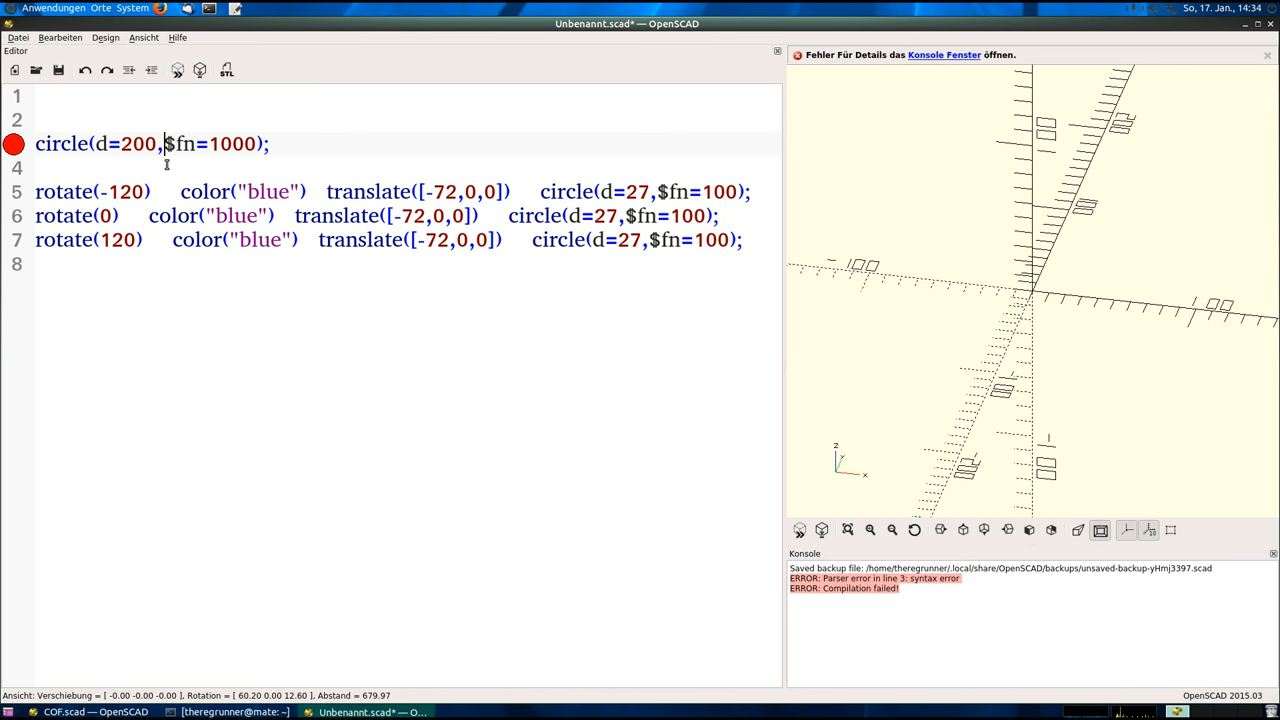 Anwendungen Orte System
So, 17. Jan., 14:34
Unbenannt.scad* — OpenSCAD
Datei Bearbeiten Design Ansicht Hilfe
Editor
STL
1
2
circle(d=200,$fn=1000);
4
5 rotate(-120) color("blue") translate([-72,0,0]) circle(d=27,$fn=100);
6 rotate(0) color("blue") translate([-72,0,0]) circle(d=27,$fn=100);
7 rotate(120) color("blue") translate([-72,0,0]) circle(d=27,$fn=100);
8
Fehler Für Details das Konsole Fenster öffnen.
z
y
x
10
Konsole
Saved backup file: /home/theregrunner/.local/share/OpenSCAD/backups/unsaved-backup-yHmj3397.scad
ERROR: Parser error in line 3: syntax error
ERROR: Compilation failed!
Ansicht: Verschiebung = [ -0.00 -0.00 -0.00 ], Rotation = [ 60.20 0.00 12.60 ], Abstand = 679.97
OpenSCAD 2015.03
COF.scad — OpenSCAD
[theregrunner@mate: ~]
Unbenannt.scad* — O...